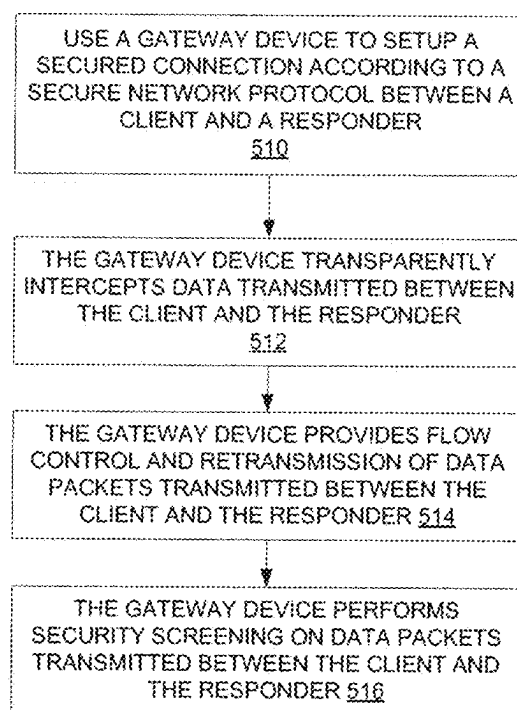 USE A GATEWAY DEVICE TO SETUP A
SECURED CONNECTION ACCORDING TO A
SECURE NETWORK PROTOCOL BETWEEN A
CLIENT AND A RESPONDER
510
THE GATEWAY DEVICE TRANSPARENTLY
INTERCEPTS DATA TRANSMITTED BETWEEN
THE CLIENT AND THE RESPONDER
512
THE GATEWAY DEVICE PROVIDES FLOW
CONTROL AND RETRANSMISSION OF DATA
PACKETS TRANSMITTED BETWEEN THE
CLIENT AND THE RESPONDER 514
THE GATEWAY DEVICE PERFORMS
SECURITY SCREENING ON DATA PACKETS
TRANSMITTED BETWEEN THE CLIENT AND
THE RESPONDER 516